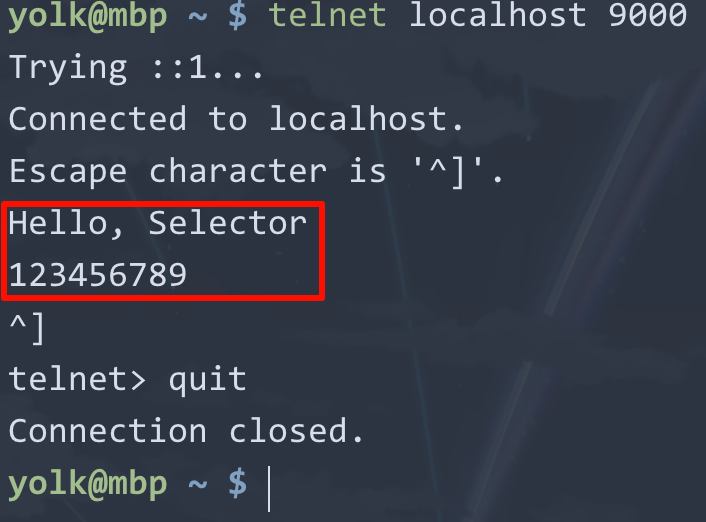 yolk@mbp ~ $ telnet localhost 9000
Trying ::1...
Connected to localhost.
Escape character is '^]'.
Hello, Selector
123456789
^]
telnet> quit
Connection closed.
yolk@mbp ~ $